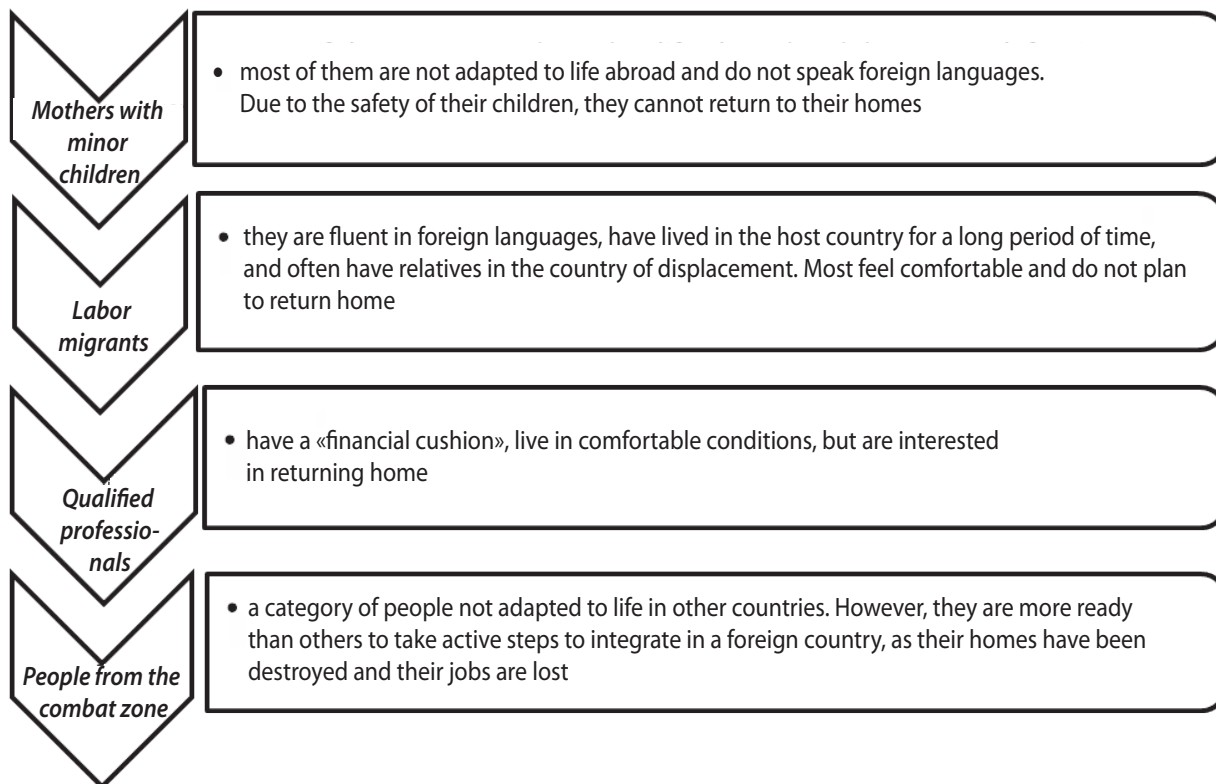 Mothers with
minor
children
• most of them are not adapted to life abroad and do not speak foreign languages.
Due to the safety of their children, they cannot return to their homes
Labor
migrants
• they are fluent in foreign languages, have lived in the host country for a long period of time,
and often have relatives in the country of displacement. Most feel comfortable and do not plan
to return home
Qualified
professio-
nals
• have a «financial cushion», live in comfortable conditions, but are interested
in returning home
People from the
combat zone
• a category of people not adapted to life in other countries. However, they are more ready
than others to take active steps to integrate in a foreign country, as their homes have been
destroyed and their jobs are lost